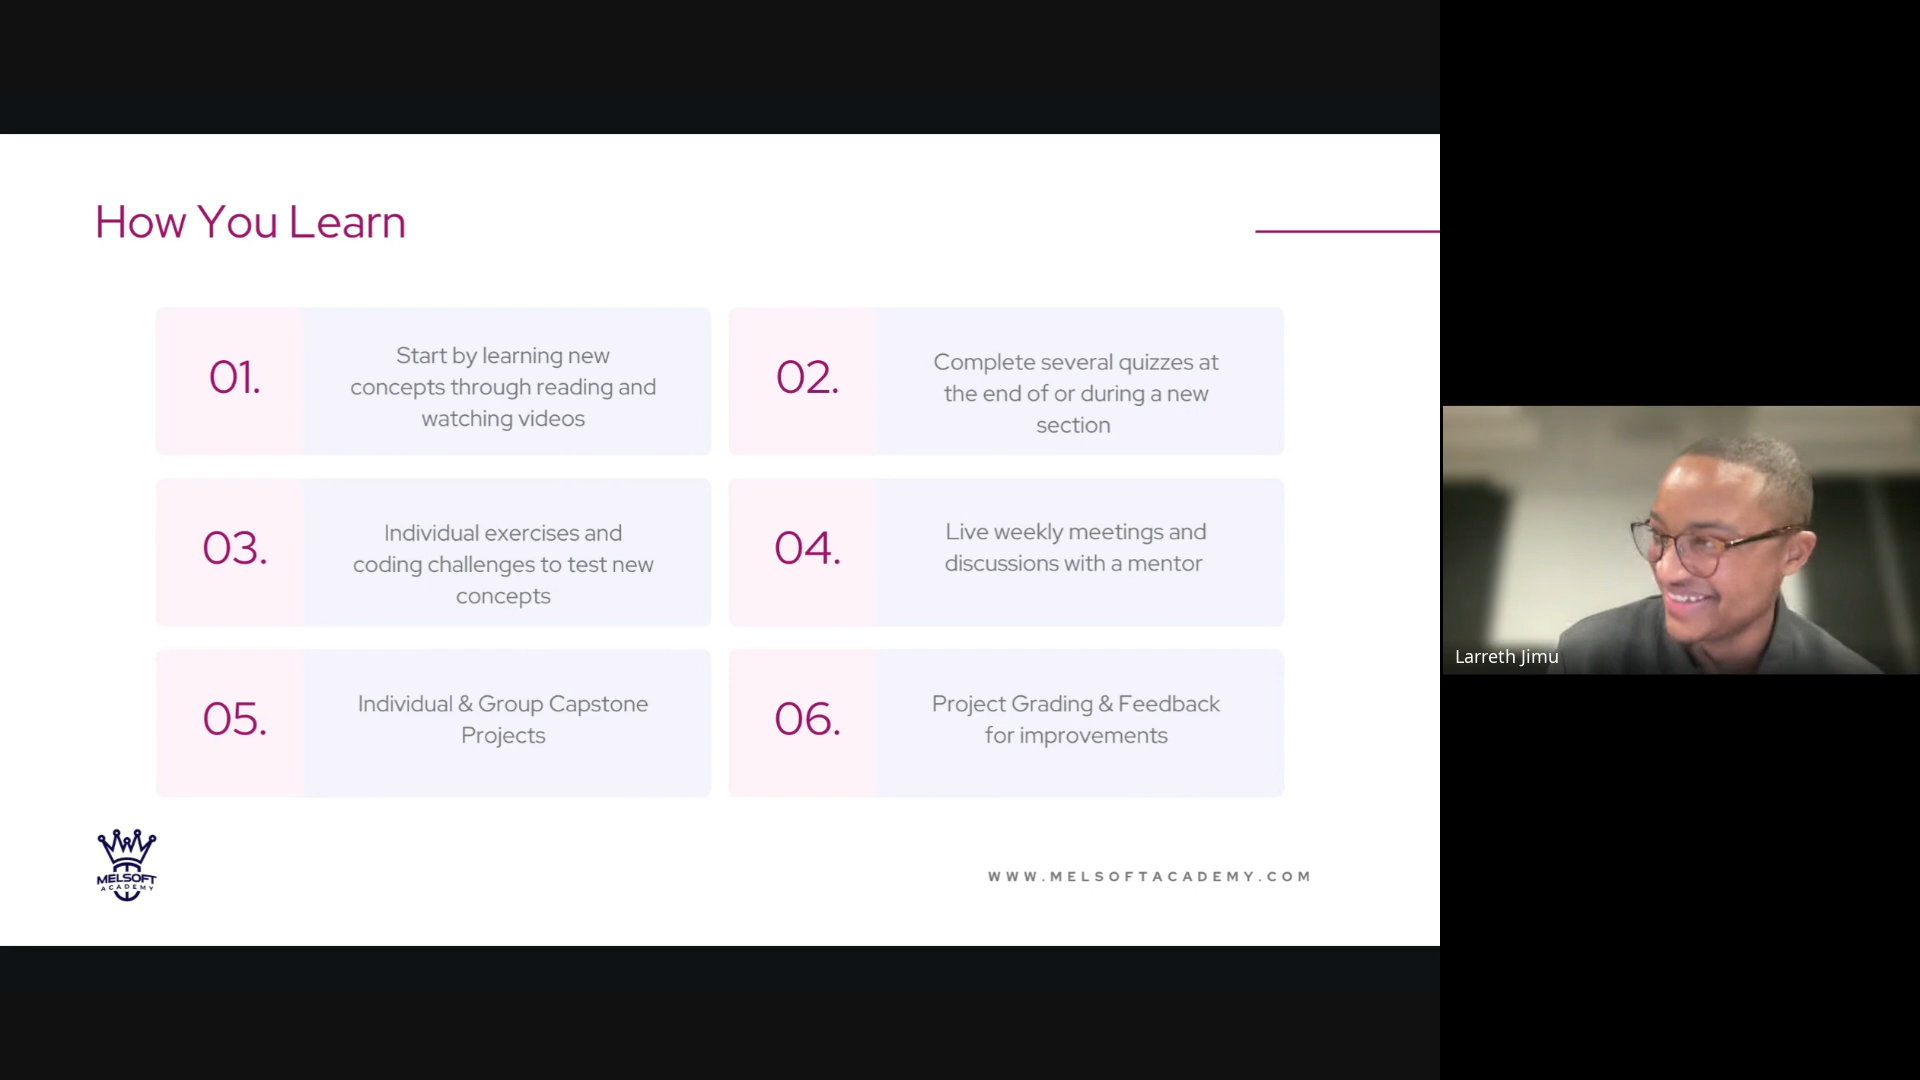 How You Learn
01.
Start by learning new
concepts through reading and
watching videos
02.
Complete several quizzes at
the end of or during a new
section
03.
Individual exercises and
coding challenges to test new
concepts
04.
Live weekly meetings and
discussions with a mentor
05.
Individual & Group Capstone
Projects
06.
Project Grading & Feedback
for improvements
MELSOFT
ACADEMY
WWW.MELSOFTACADEMY.COM
Larreth Jimu